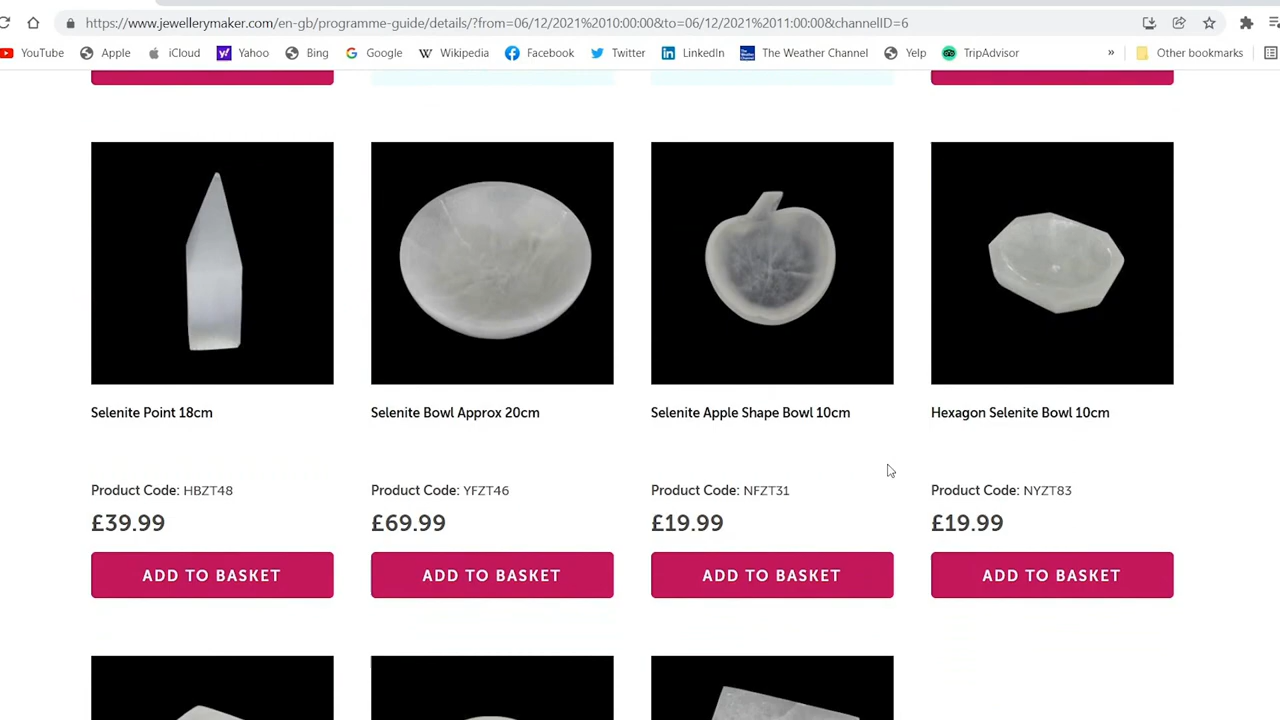 https://www.jewellerymaker.com/en-gb/programme-guide/details/?from=06/12/2021%2010:00:00&to=06/12/2021%2011:00:00&channelID=6
YouTube Apple iCloud Yahoo Bing Google Wikipedia Facebook Twitter LinkedIn The Weather Channel Yelp TripAdvisor » Other bookmarks
Selenite Point 18cm
Selenite Bowl Approx 20cm
Selenite Apple Shape Bowl 10cm
Hexagon Selenite Bowl 10cm
Product Code: HBZT48
Product Code: YFZT46
Product Code: NFZT31
Product Code: NYZT83
£39.99
£69.99
£19.99
£19.99
ADD TO BASKET
ADD TO BASKET
ADD TO BASKET
ADD TO BASKET